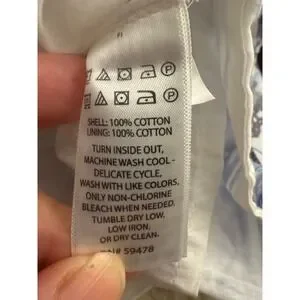 SHELL: 100% COTTON
LINING: 100% COTTON
TURN INSIDE OUT,
MACHINE WASH COOL -
DELICATE CYCLE,
WASH WITH LIKE COLORS.
ONLY NON-CHLORINE
BLEACH WHEN NEEDED.
TUMBLE DRY LOW,
LOW IRON,
OR DRY CLEAN.
RN# 59478